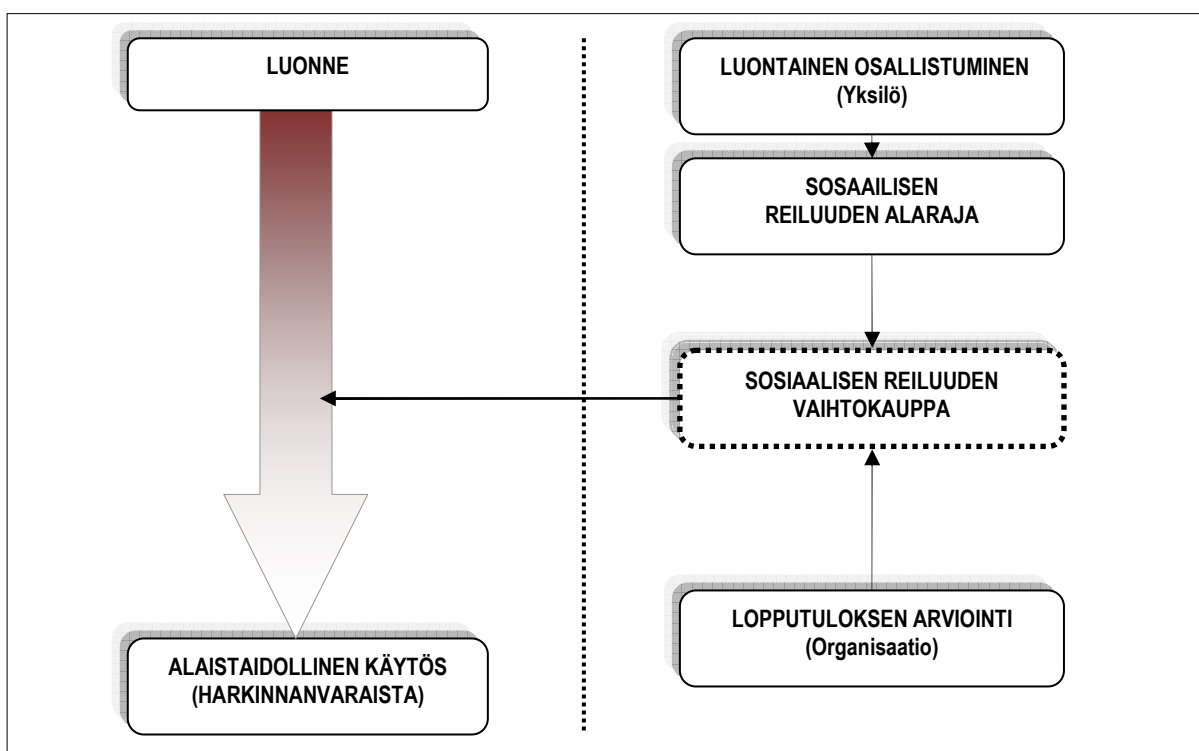 LUONNE
LUONTAINEN OSALLISTUMINEN
(Yksilö)
SOSAAILISEN
REILUUDEN ALARAJA
SOSIAALISEN REILUUDEN
VAIHTOKAUPPA
LOPPUTULOKSEN ARVIOINTI
(Organisaatio)
ALAISTAIDOLLINEN KÄYTÖS
(HARKINNANVARAISTA)